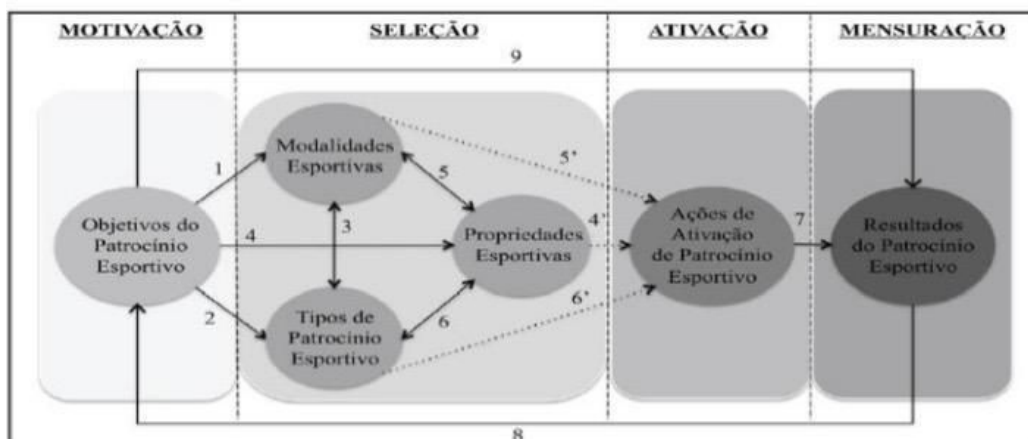 MOTIVAÇÃO
SELEÇÃO
ATIVAÇÃO
MENSURAÇÃO
9
Modalidades
Esportivas
1
5
5'
Objetivos do
Patrocínio
Esportivo
4
3
Propriedades
Esportivas
4'
Ações de
Ativação
de Patrocínio
Esportivo
7
Resultados
do Patrocínio
Esportivo
2
Tipos de
Patrocínio
Esportivo
6
6'
8